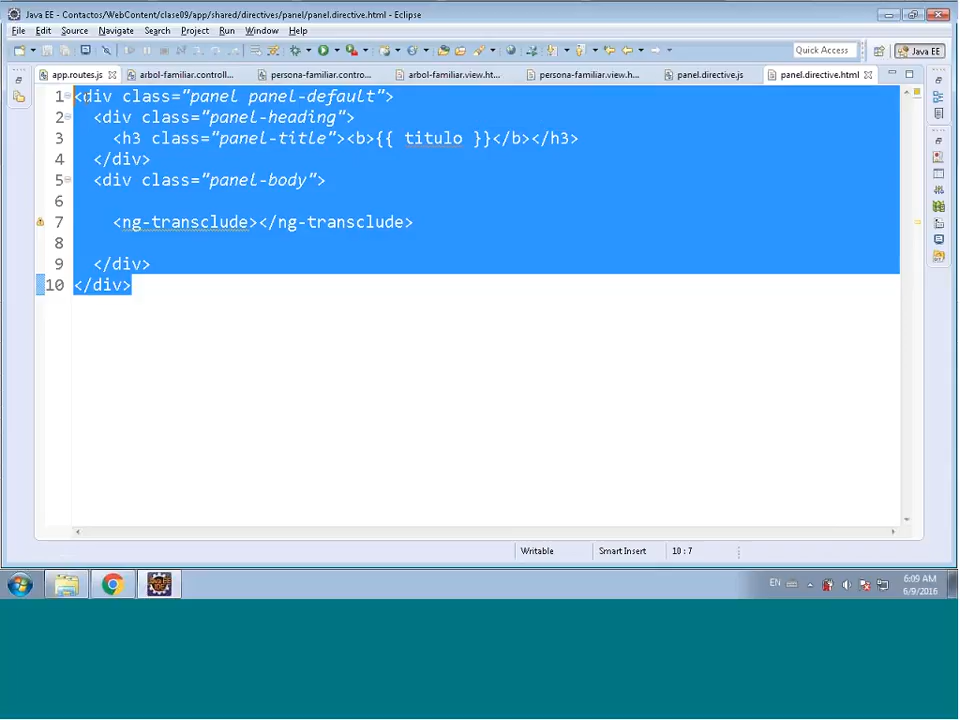 Java EE - Contactos/WebContent/clase09/app/shared/directives/panel/panel.directive.html - Eclipse
File Edit Source Navigate Search Project Run Window Help
Quick Access Java EE
app.routes.js arbol-familiar.controll... persona-familiar.contro... arbol-familiar.view.ht... persona-familiar.view.h... panel.directive.js panel.directive.html
1 <div class="panel panel-default">
2 <div class="panel-heading">
3 <h3 class="panel-title"><b>{{ titulo }}</b></h3>
4 </div>
5 <div class="panel-body">
6
7 <ng-transclude></ng-transclude>
8
9 </div>
10 </div>
Writable Smart Insert 10 : 7
EN 6:09 AM
6/9/2016